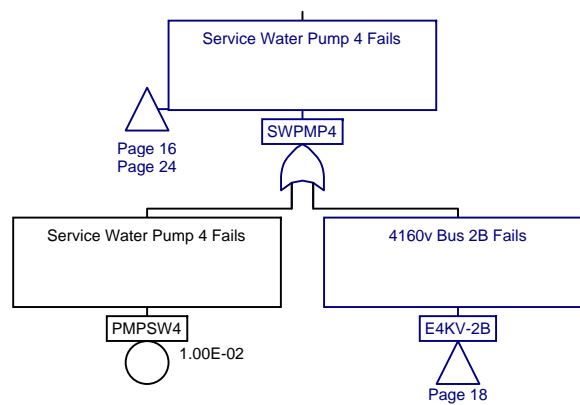 Service Water Pump 4 Fails
Page 16
Page 24
SWPMP4
Service Water Pump 4 Fails
4160v Bus 2B Fails
PMPSW4
1.00E-02
E4KV-2B
Page 18